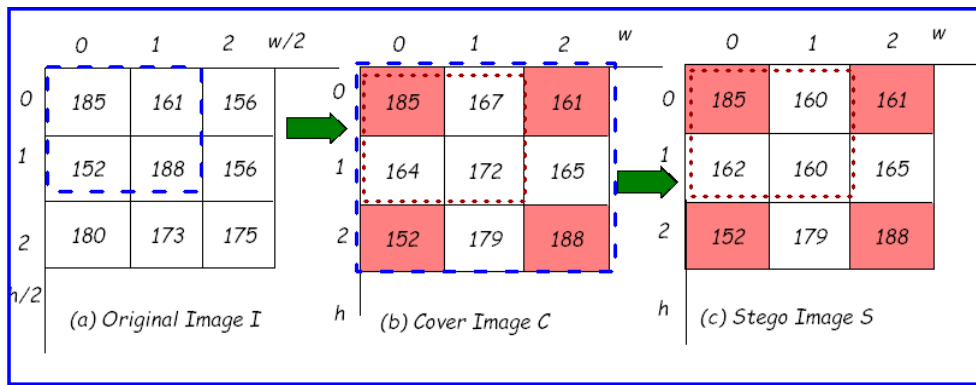 0 1 2 w/2
0 185 161 156
1 152 188 156
2 180 173 175
h/2
(a) Original Image I
0 1 2 w
0 185 167 161
1 164 172 165
2 152 179 188
h
(b) Cover Image C
0 1 2 w
0 185 160 161
1 162 160 165
2 152 179 188
h
(c) Stego Image S